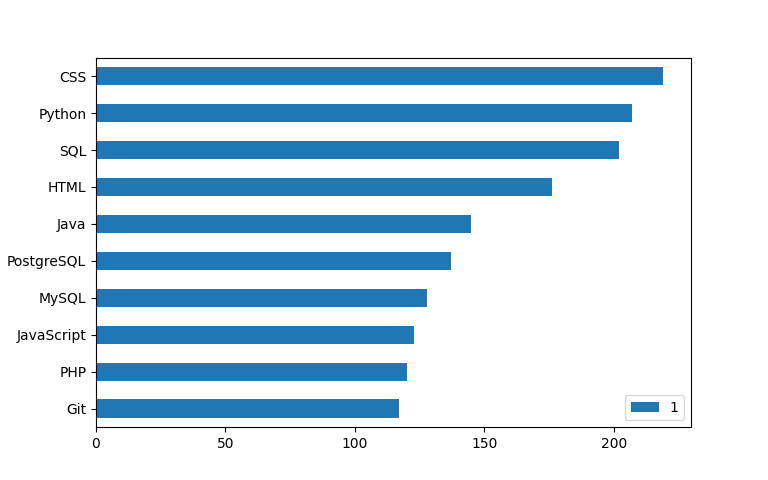 CSS
Python
SQL
HTML
Java
PostgreSQL
MySQL
JavaScript
PHP
Git
1
0 50 100 150 200